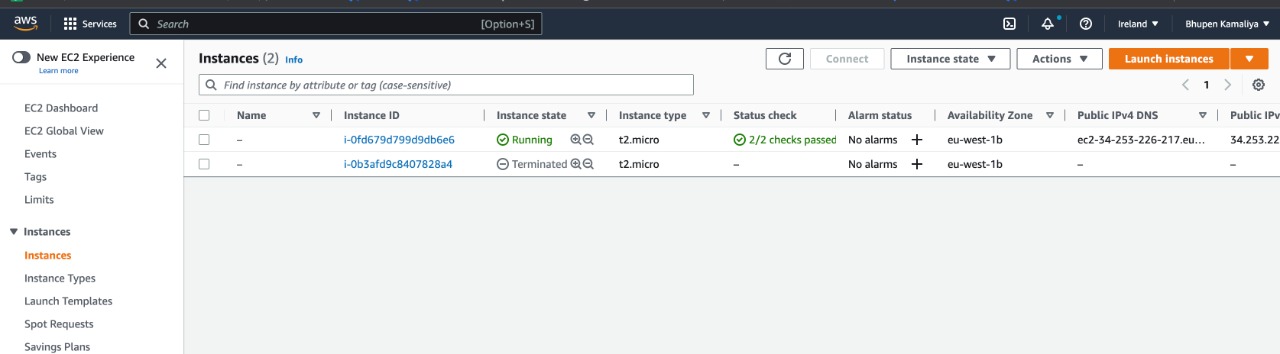 aws Services Search [Option+S] Ireland Bhupen Kamaliya
New EC2 Experience
Learn more
EC2 Dashboard
EC2 Global View
Events
Tags
Limits
Instances
Instances
Instance Types
Launch Templates
Spot Requests
Savings Plans
Instances (2) Info Connect Instance state Actions Launch instances
Find instance by attribute or tag (case-sensitive) 1
Name Instance ID Instance state Instance type Status check Alarm status Availability Zone Public IPv4 DNS Public IPv
– i-0fd679d799d9db6e6 Running t2.micro 2/2 checks passed No alarms + eu-west-1b ec2-34-253-226-217.eu... 34.253.22
– i-0b3afd9c8407828a4 Terminated t2.micro – No alarms + eu-west-1b – –